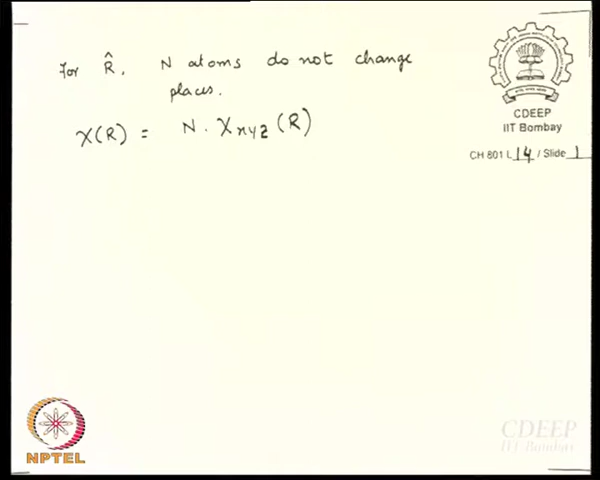 For R̂, N atoms do not change
places.
χ(R) = N. χxyz (R)
CDEEP
IIT Bombay
CH 801 L 14 / Slide 1
NPTEL
CDEEP
IIT Bombay